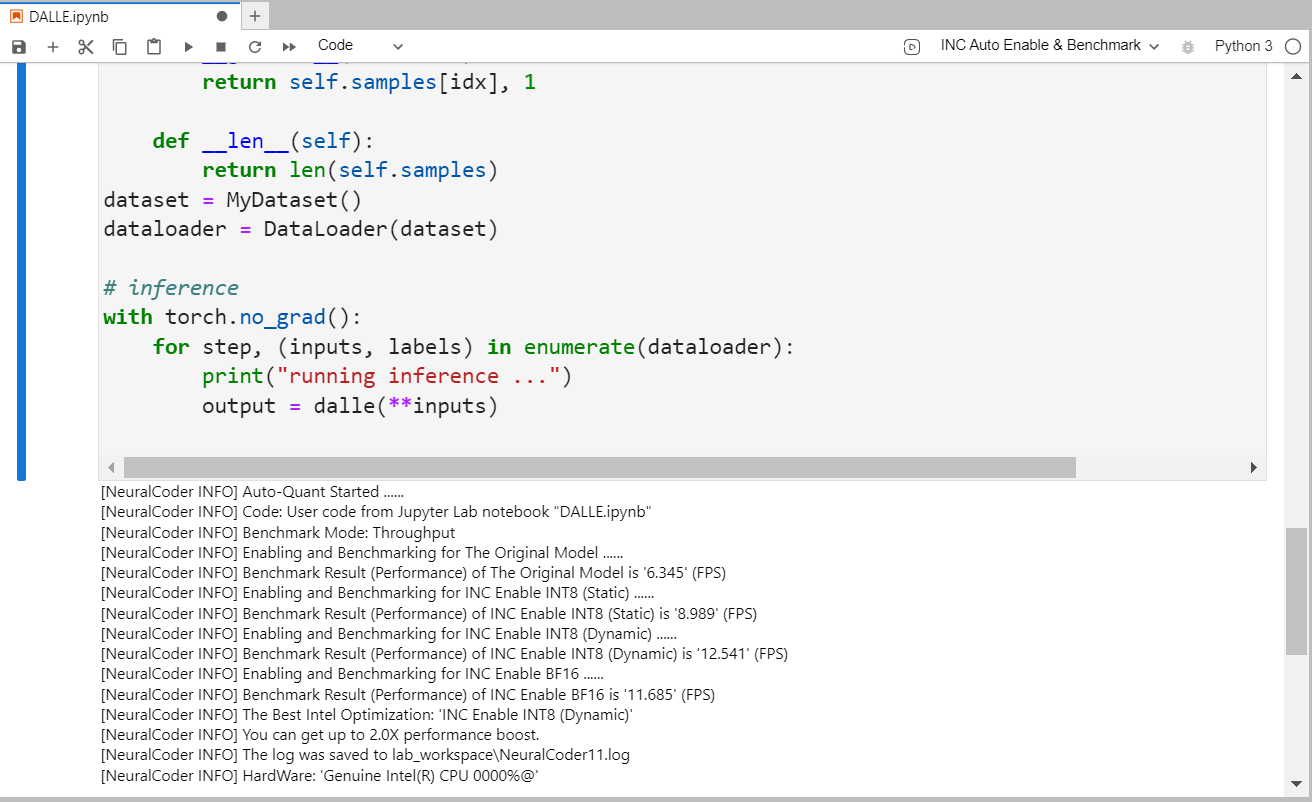 DALLE.ipynb
Code
INC Auto Enable & Benchmark
Python 3
return self.samples[idx], 1
def __len__(self):
return len(self.samples)
dataset = MyDataset()
dataloader = DataLoader(dataset)
# inference
with torch.no_grad():
for step, (inputs, labels) in enumerate(dataloader):
print("running inference ...")
output = dalle(**inputs)
[NeuralCoder INFO] Auto-Quant Started ......
[NeuralCoder INFO] Code: User code from Jupyter Lab notebook "DALLE.ipynb"
[NeuralCoder INFO] Benchmark Mode: Throughput
[NeuralCoder INFO] Enabling and Benchmarking for The Original Model ......
[NeuralCoder INFO] Benchmark Result (Performance) of The Original Model is '6.345' (FPS)
[NeuralCoder INFO] Enabling and Benchmarking for INC Enable INT8 (Static) ......
[NeuralCoder INFO] Benchmark Result (Performance) of INC Enable INT8 (Static) is '8.989' (FPS)
[NeuralCoder INFO] Enabling and Benchmarking for INC Enable INT8 (Dynamic) ......
[NeuralCoder INFO] Benchmark Result (Performance) of INC Enable INT8 (Dynamic) is '12.541' (FPS)
[NeuralCoder INFO] Enabling and Benchmarking for INC Enable BF16 ......
[NeuralCoder INFO] Benchmark Result (Performance) of INC Enable BF16 is '11.685' (FPS)
[NeuralCoder INFO] The Best Intel Optimization: 'INC Enable INT8 (Dynamic)'
[NeuralCoder INFO] You can get up to 2.0X performance boost.
[NeuralCoder INFO] The log was saved to lab_workspace\NeuralCoder11.log
[NeuralCoder INFO] HardWare: 'Genuine Intel(R) CPU 0000%@'